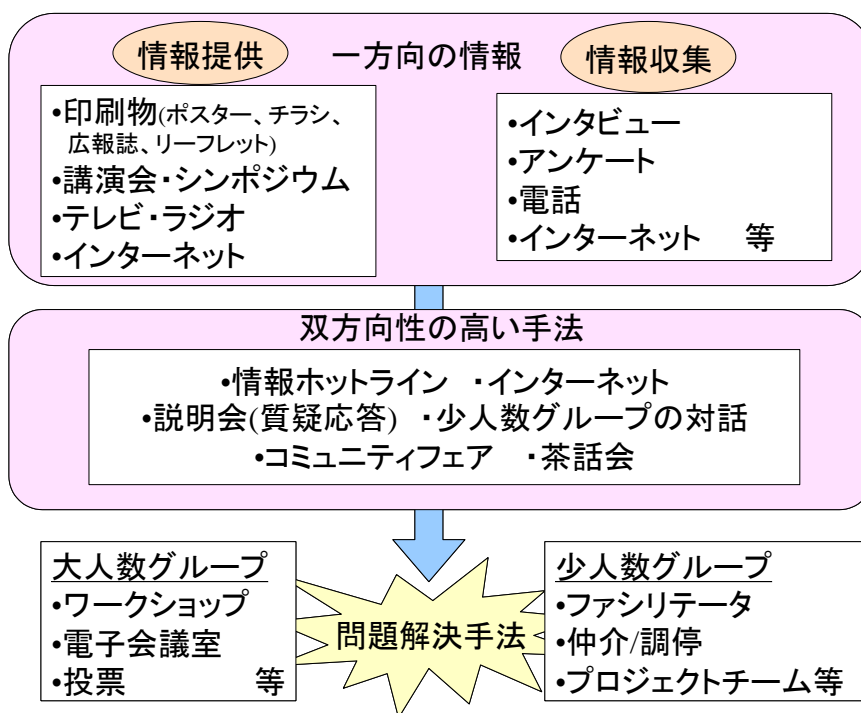 情報提供
一方向の情報
情報収集
•印刷物(ポスター、チラシ、
広報誌、リーフレット)
•講演会・シンポジウム
•テレビ・ラジオ
•インターネット
•インタビュー
•アンケート
•電話
•インターネット 等
双方向性の高い手法
•情報ホットライン ・インターネット
•説明会(質疑応答) ・少人数グループの対話
•コミュニティフェア ・茶話会
大人数グループ
•ワークショップ
•電子会議室
•投票 等
問題解決手法
少人数グループ
•ファシリテータ
•仲介/調停
•プロジェクトチーム等